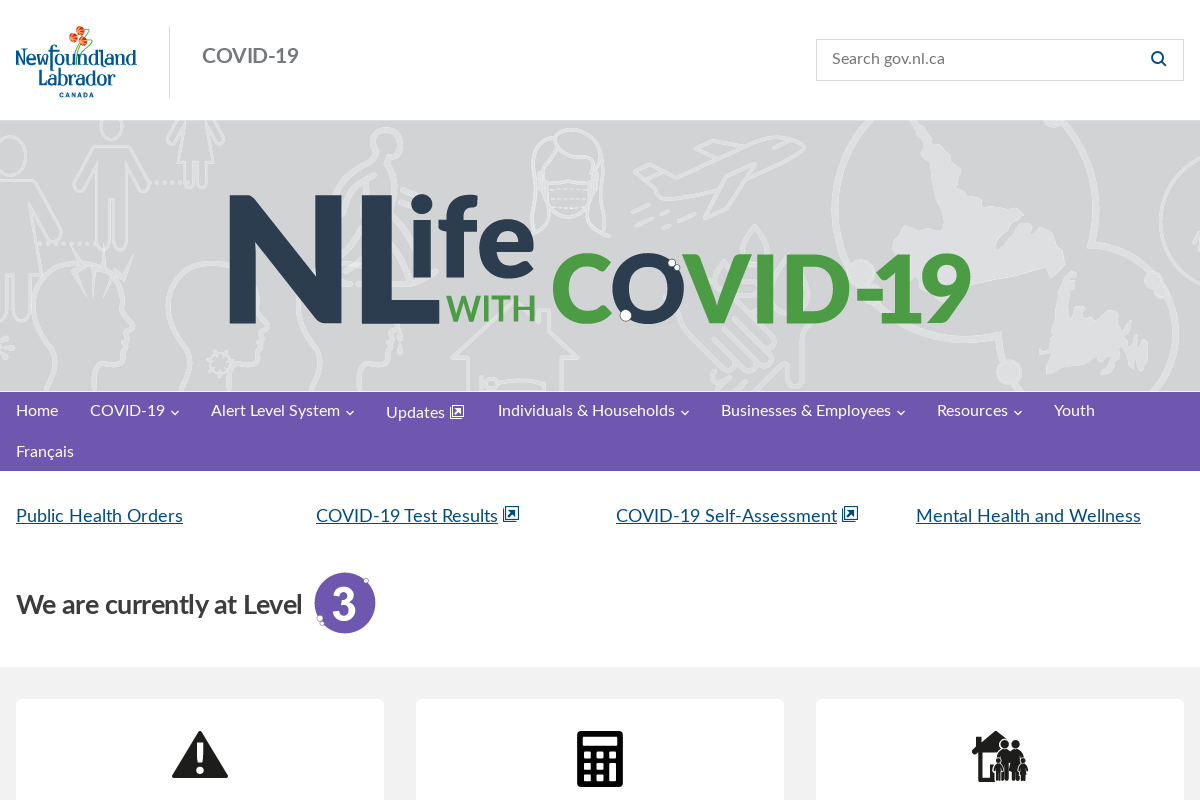 Newfoundland
Labrador
CANADA
COVID-19
Search gov.nl.ca
NLife
WITH COVID-19
Home COVID-19 Alert Level System Updates Individuals & Households Businesses & Employees Resources Youth
Français
Public Health Orders COVID-19 Test Results COVID-19 Self-Assessment Mental Health and Wellness
We are currently at Level 3